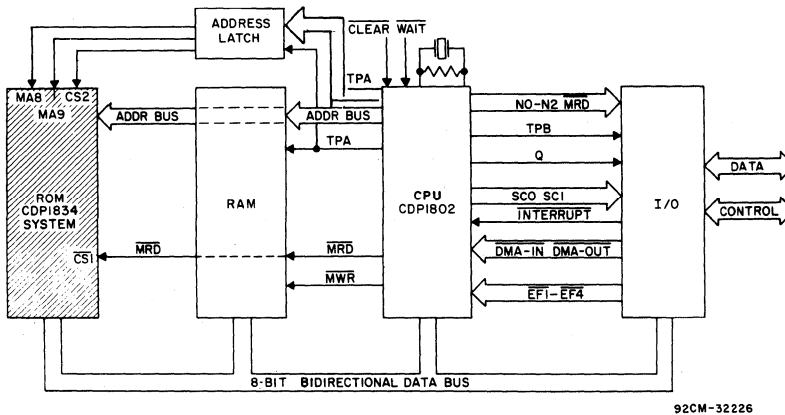 ADDRESS
LATCH
CLEAR WAIT
TPA
MA8 CS2
MA9
ADDR BUS
ADDR BUS
TPA
NO-N2 MRD
TPB
Q
SCO SCI
INTERRUPT
DMA-IN DMA-OUT
EF1-EF4
ROM
CDP1834
SYSTEM
RAM
CPU
CDP1802
I/O
DATA
CONTROL
CS1
MRD
MRD
MWR
8-BIT BIDIRECTIONAL DATA BUS
92CM-32226